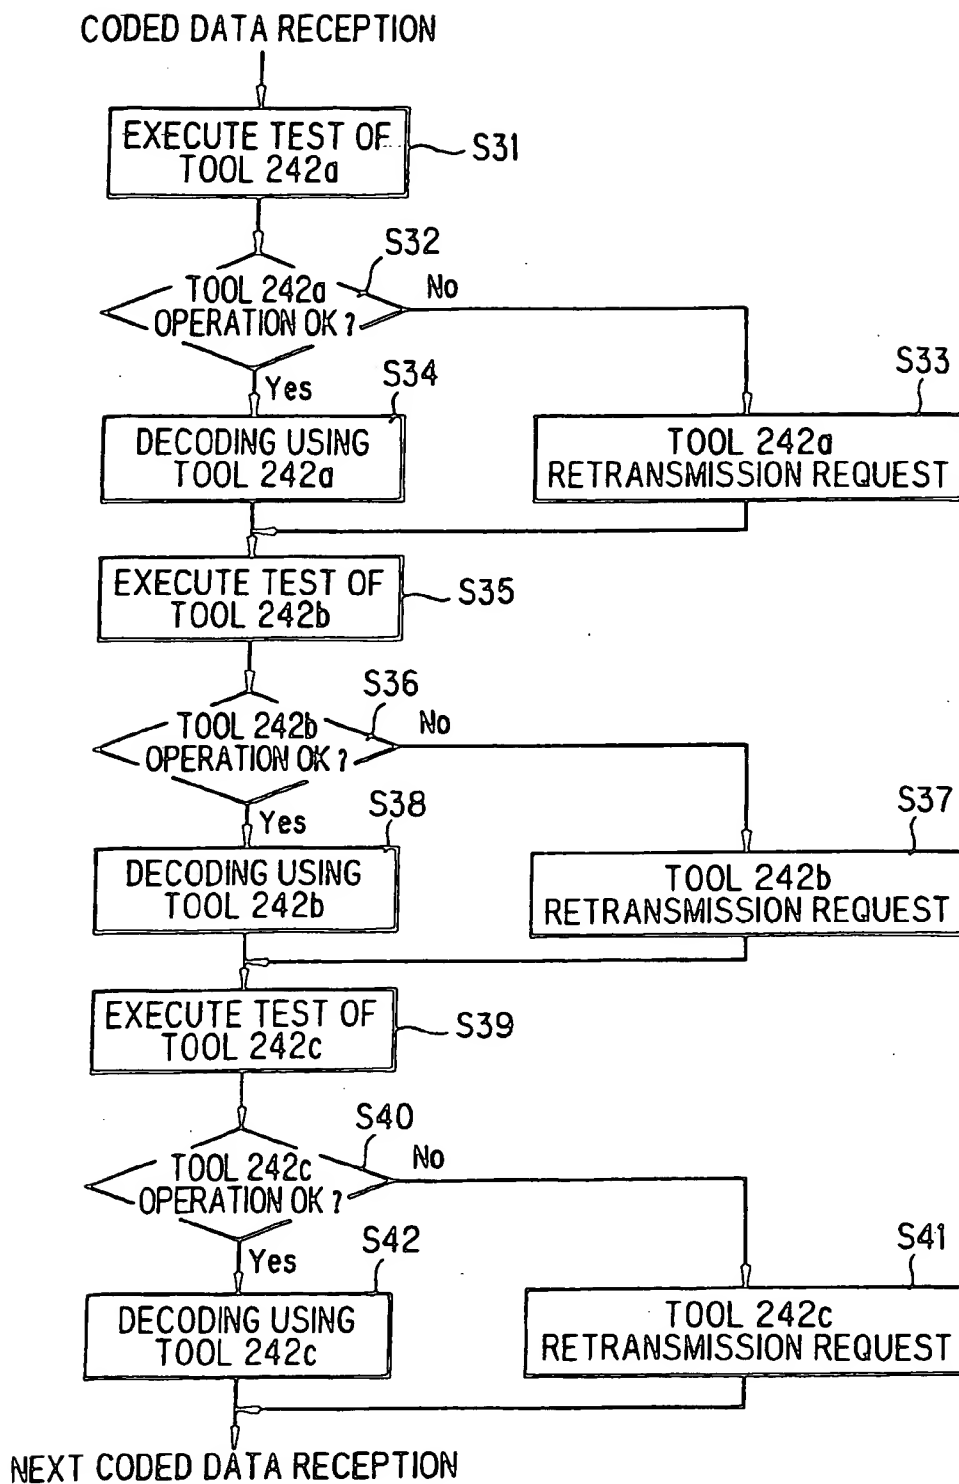 CODED DATA RECEPTION
EXECUTE TEST OF
TOOL 242a
S31
S32
TOOL 242a
OPERATION OK ?
No
Yes
S34
S33
DECODING USING
TOOL 242a
TOOL 242a
RETRANSMISSION REQUEST
EXECUTE TEST OF
TOOL 242b
S35
S36
TOOL 242b
OPERATION OK ?
No
Yes
S38
S37
DECODING USING
TOOL 242b
TOOL 242b
RETRANSMISSION REQUEST
EXECUTE TEST OF
TOOL 242c
S39
S40
TOOL 242c
OPERATION OK ?
No
Yes
S42
S41
DECODING USING
TOOL 242c
TOOL 242c
RETRANSMISSION REQUEST
NEXT CODED DATA RECEPTION